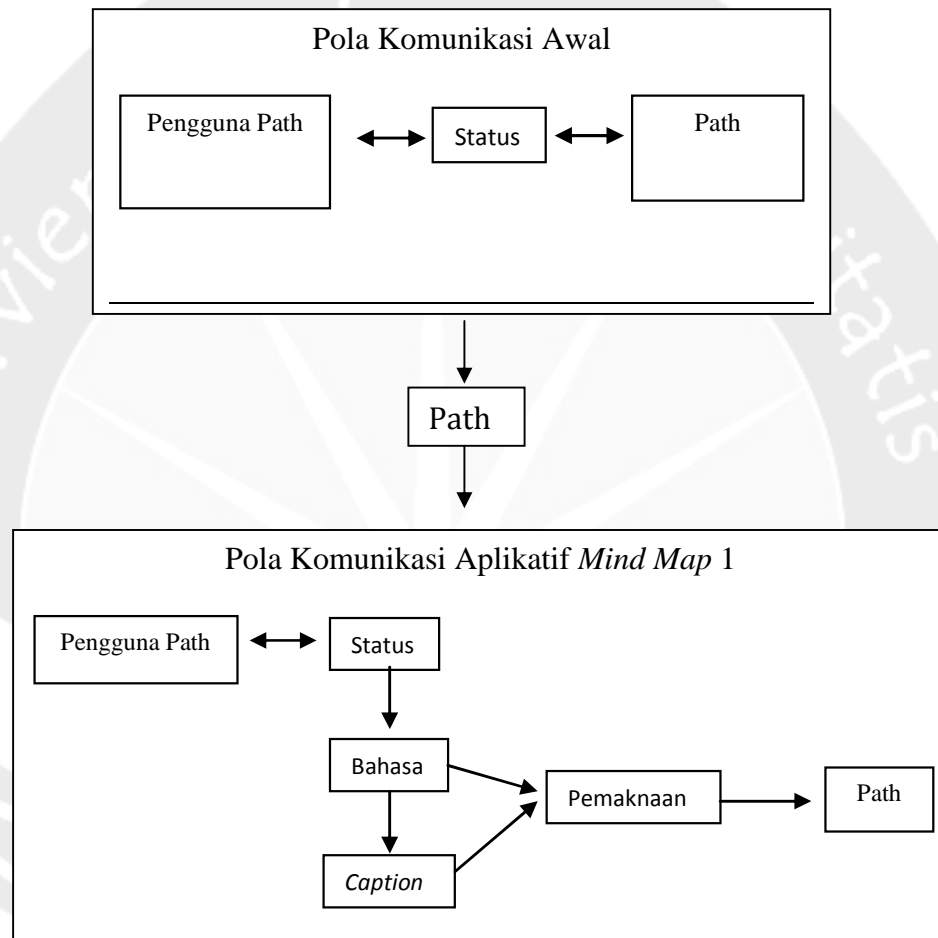 Pola Komunikasi Awal
Pengguna Path
Status
Path
Path
Pola Komunikasi Aplikatif Mind Map 1
Pengguna Path
Status
Bahasa
Pemaknaan
Path
Caption